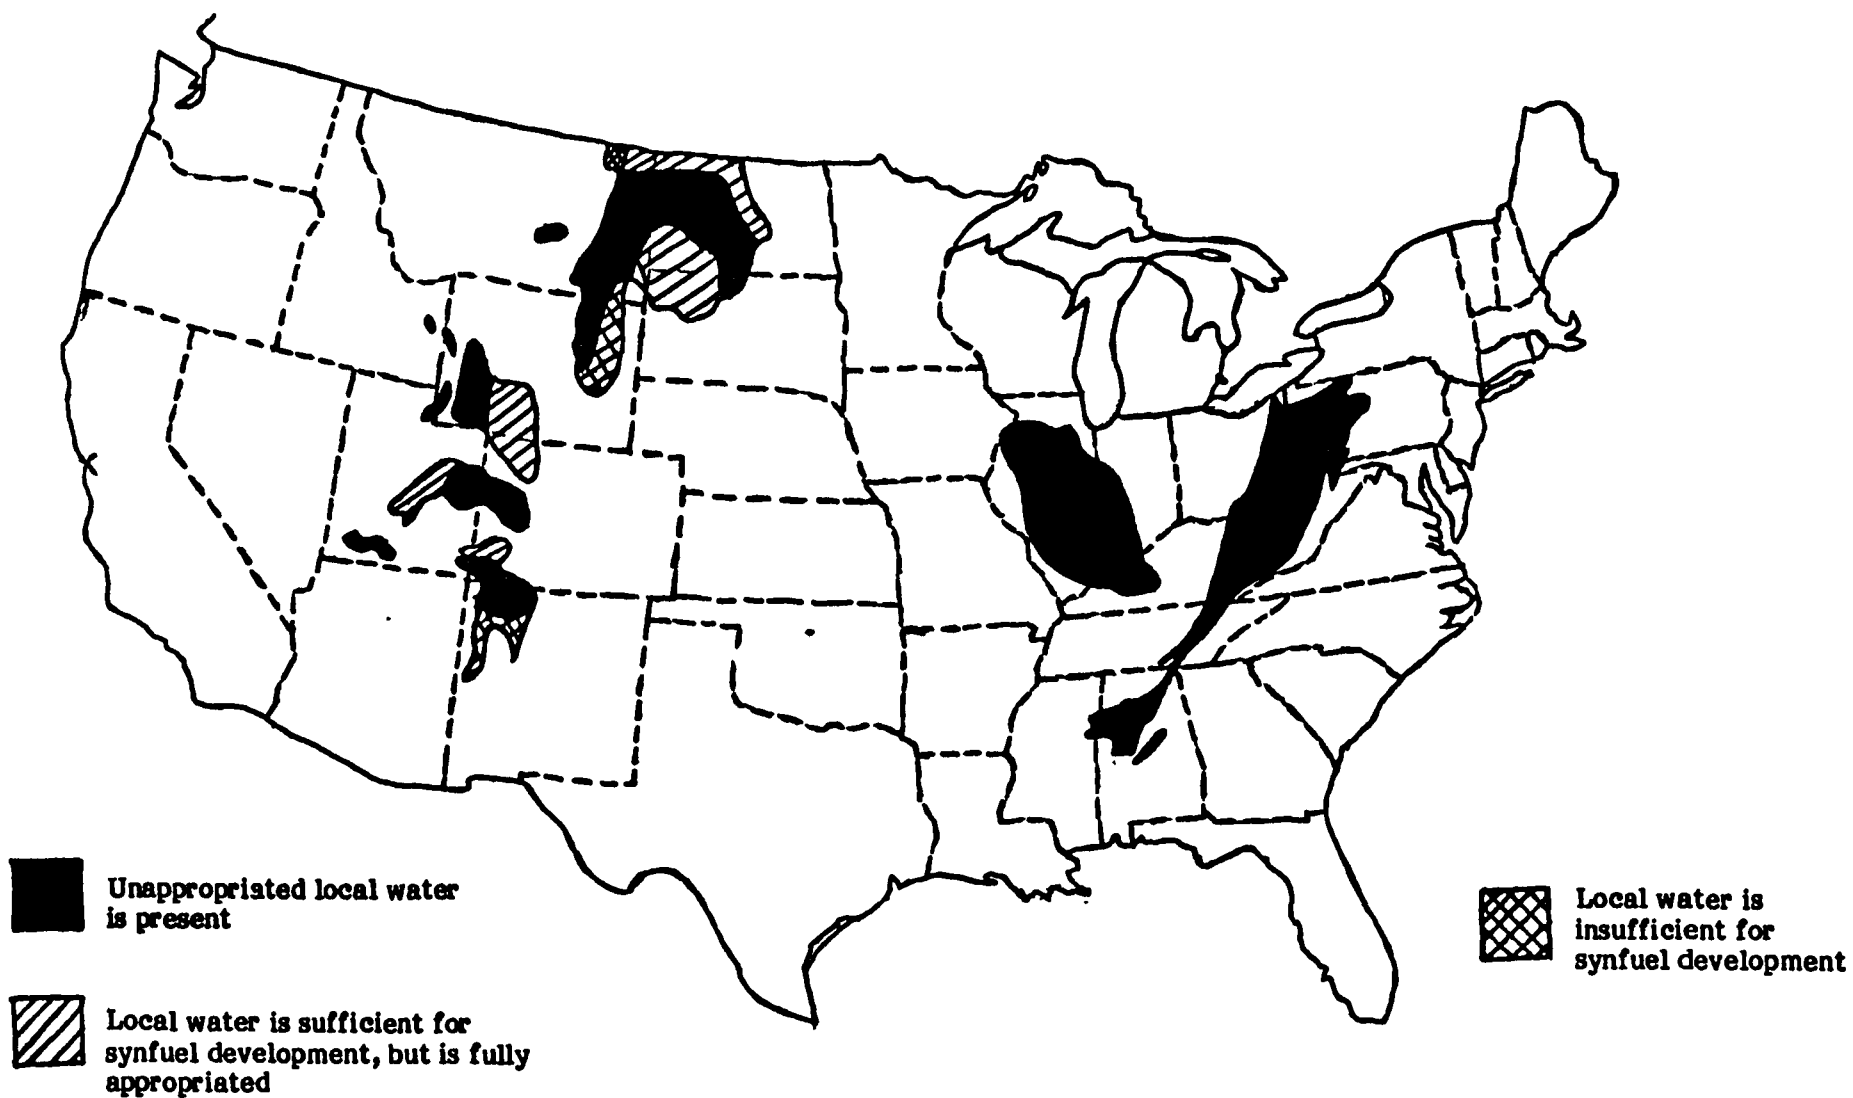 Unappropriated local water
is present
Local water is sufficient for
synfuel development, but is fully
appropriated
Local water is
insufficient for
synfuel development